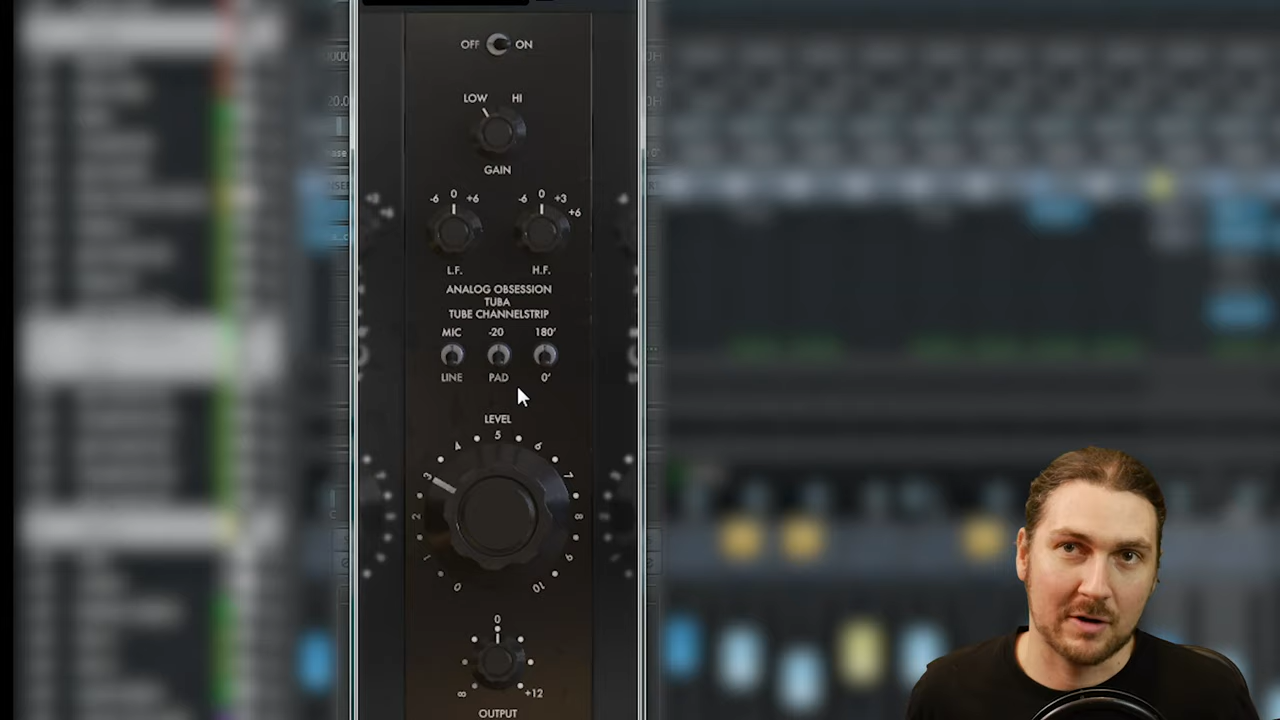 OFF ON
LOW HI
GAIN
-6 0 +6 -6 0 +3 +6
L.F. H.F.
ANALOG OBSESSION
TUBA
TUBE CHANNELSTRIP
MIC -20 180°
LINE PAD 0°
LEVEL
0 1 2 3 4 5 6 7 8 9 10
0
∞ +12
OUTPUT